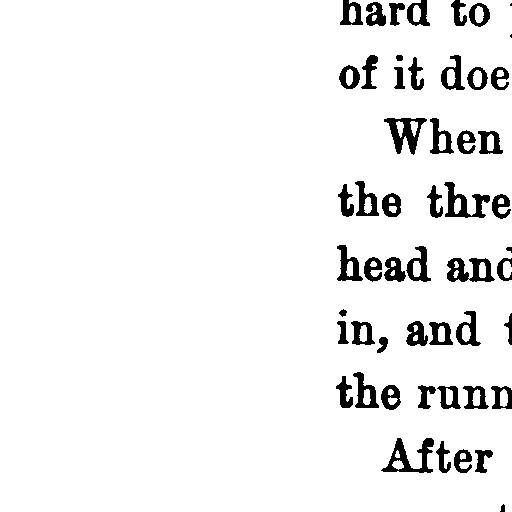 hard to
of it doe
When
the thre
head and
in, and
the runn
After